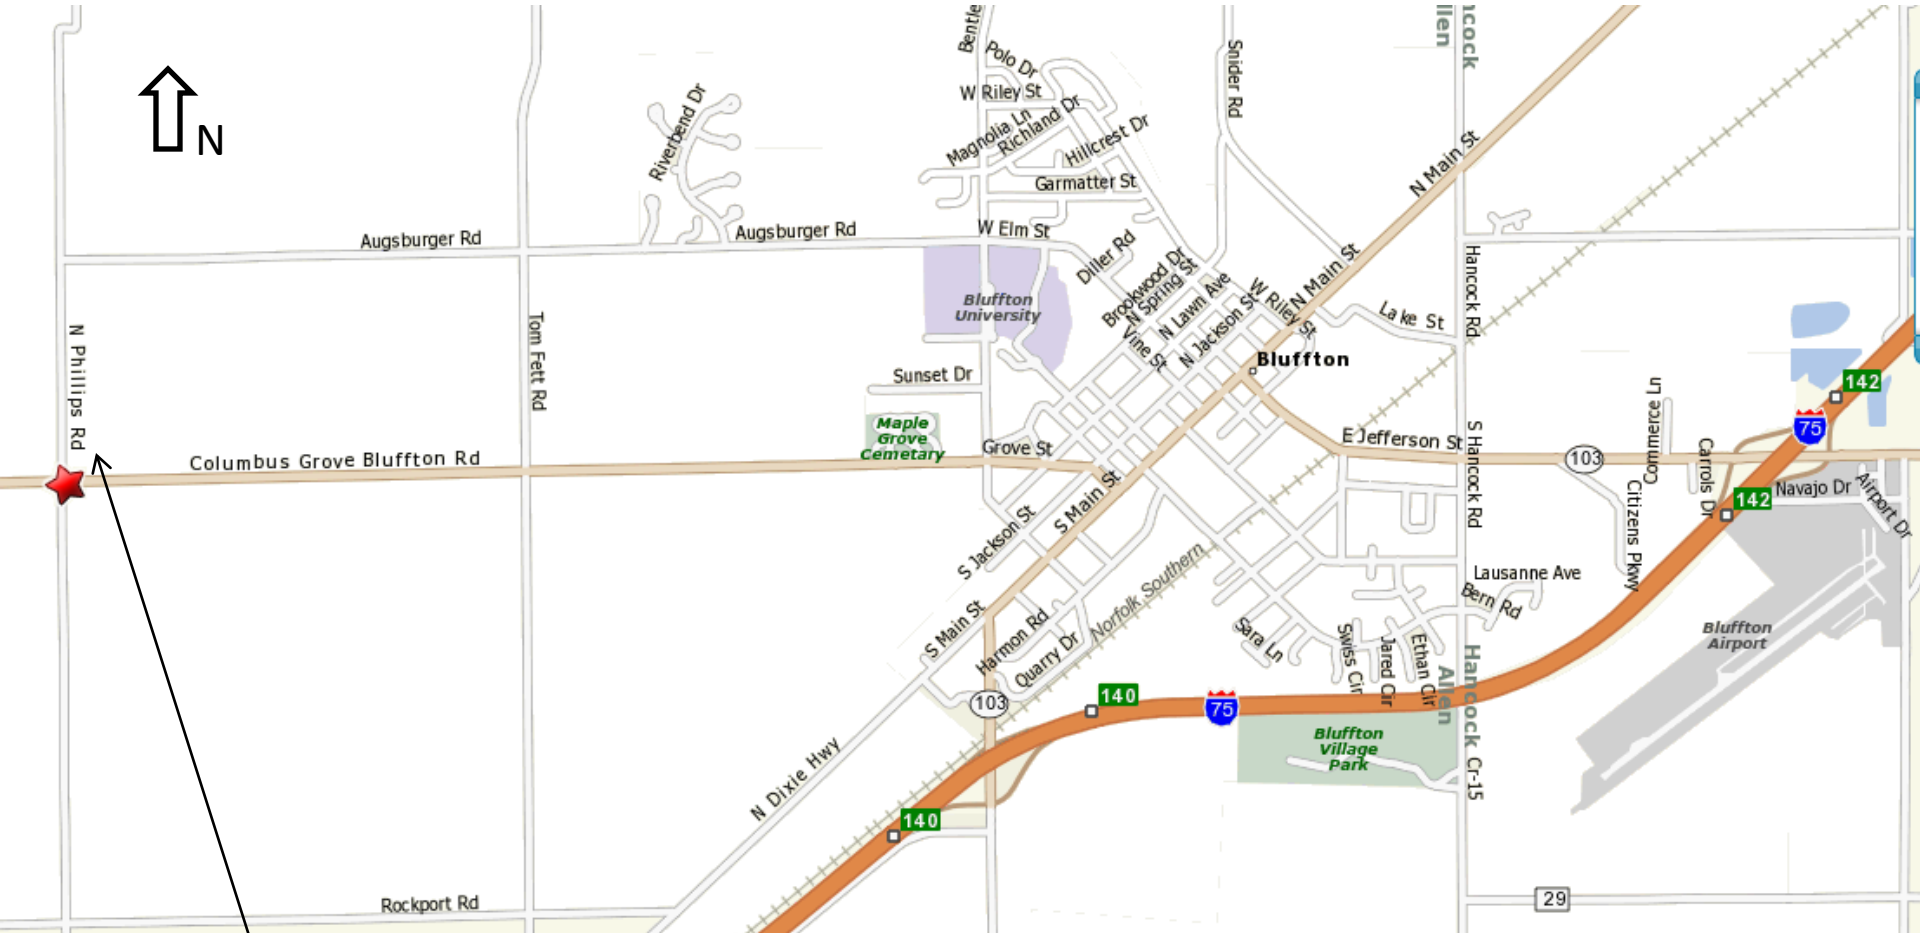 Bentle
Polo Dr
W Riley St
Magnolia Ln
Richland Dr
Hillcrest Dr
Garmatter St
W Elm St
Snider Rd
llen
ncock
N
Riverbend Dr
Augsburger Rd
Augsburger Rd
N Main St
Diller Rd
Brookwood Dr
N Spring St
N Lawn Ave
N Jackson St
Vine St
W Riley St
N Main St
Lake St
Hancock Rd
Bluffton
University
Bluffton
N Phillips Rd
Tom Fett Rd
Sunset Dr
Maple
Grove
Cemetary
Grove St
Columbus Grove Bluffton Rd
E Jefferson St
S Hancock Rd
103
Commerce Ln
Carrols Dr
Citizens Pkwy
142
75
142
Navajo Dr
Airport Dr
S Main St
S Jackson St
Norfolk Southern
Lausanne Ave
Bern Rd
Bluffton
Airport
S Main St
Harmon Rd
Quarry Dr
Sara Ln
Swiss Cir
Jared Cir
Ethan Cir
Allen
Hancock
Cr-15
103
140
75
Bluffton
Village
Park
N Dixie Hwy
140
Rockport Rd
29